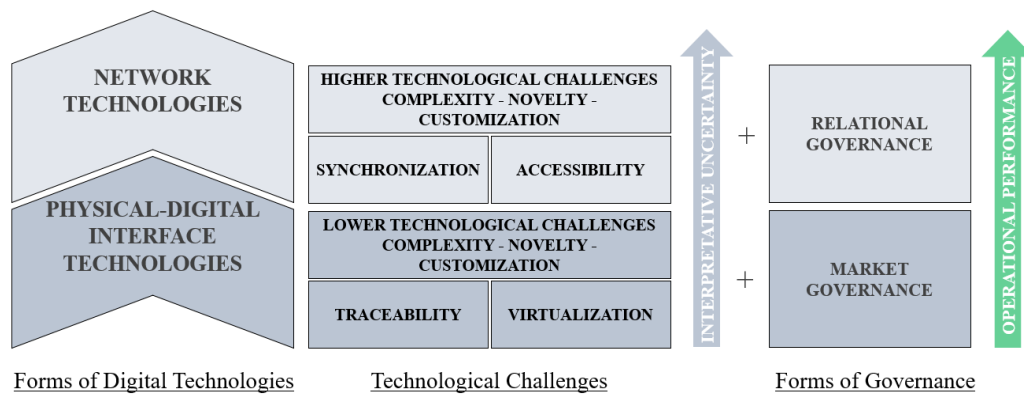 NETWORK
TECHNOLOGIES
HIGHER TECHNOLOGICAL CHALLENGES
COMPLEXITY - NOVELTY -
CUSTOMIZATION
SYNCHRONIZATION
ACCESSIBILITY
PHYSICAL-DIGITAL
INTERFACE
TECHNOLOGIES
LOWER TECHNOLOGICAL CHALLENGES
COMPLEXITY - NOVELTY -
CUSTOMIZATION
TRACEABILITY
VIRTUALIZATION
INTERPRETATIVE UNCERTAINTY
+
RELATIONAL
GOVERNANCE
+
MARKET
GOVERNANCE
OPERATIONAL PERFORMANCE
Forms of Digital Technologies
Technological Challenges
Forms of Governance